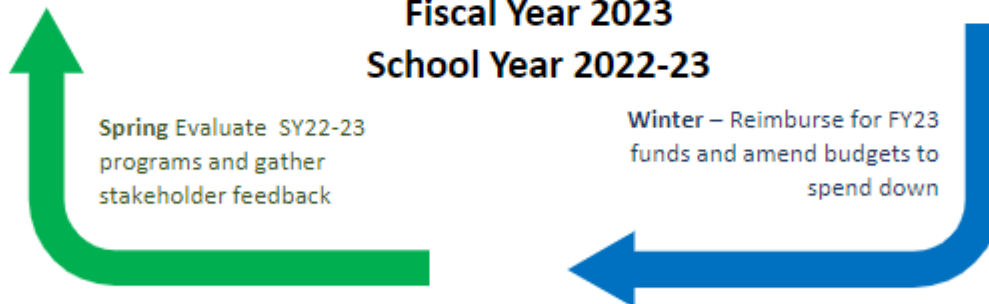 Fiscal Year 2023
School Year 2022-23
Spring Evaluate SY22-23
programs and gather
stakeholder feedback
Winter – Reimburse for FY23
funds and amend budgets to
spend down